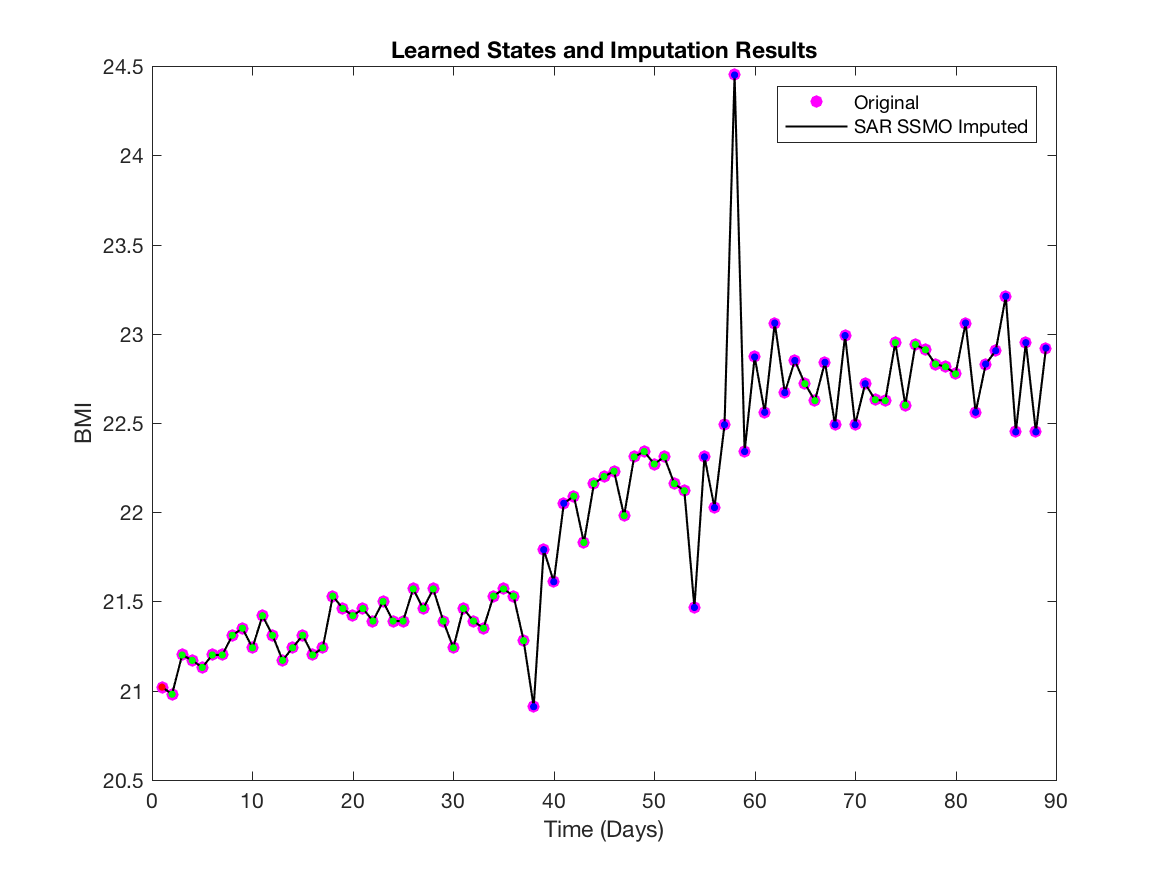 Learned States and Imputation Results
24.5
24
23.5
23
22.5
22
21.5
21
20.5
BMI
Original
SAR SSMO Imputed
0 10 20 30 40 50 60 70 80 90
Time (Days)